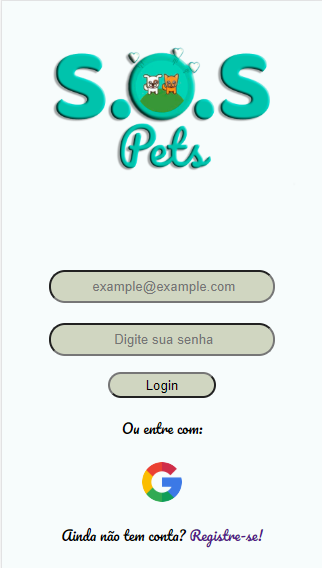 S.O.S
Pets
example@example.com
Digite sua senha
Login
Ou entre com:
G
Ainda não tem conta? Registre-se!